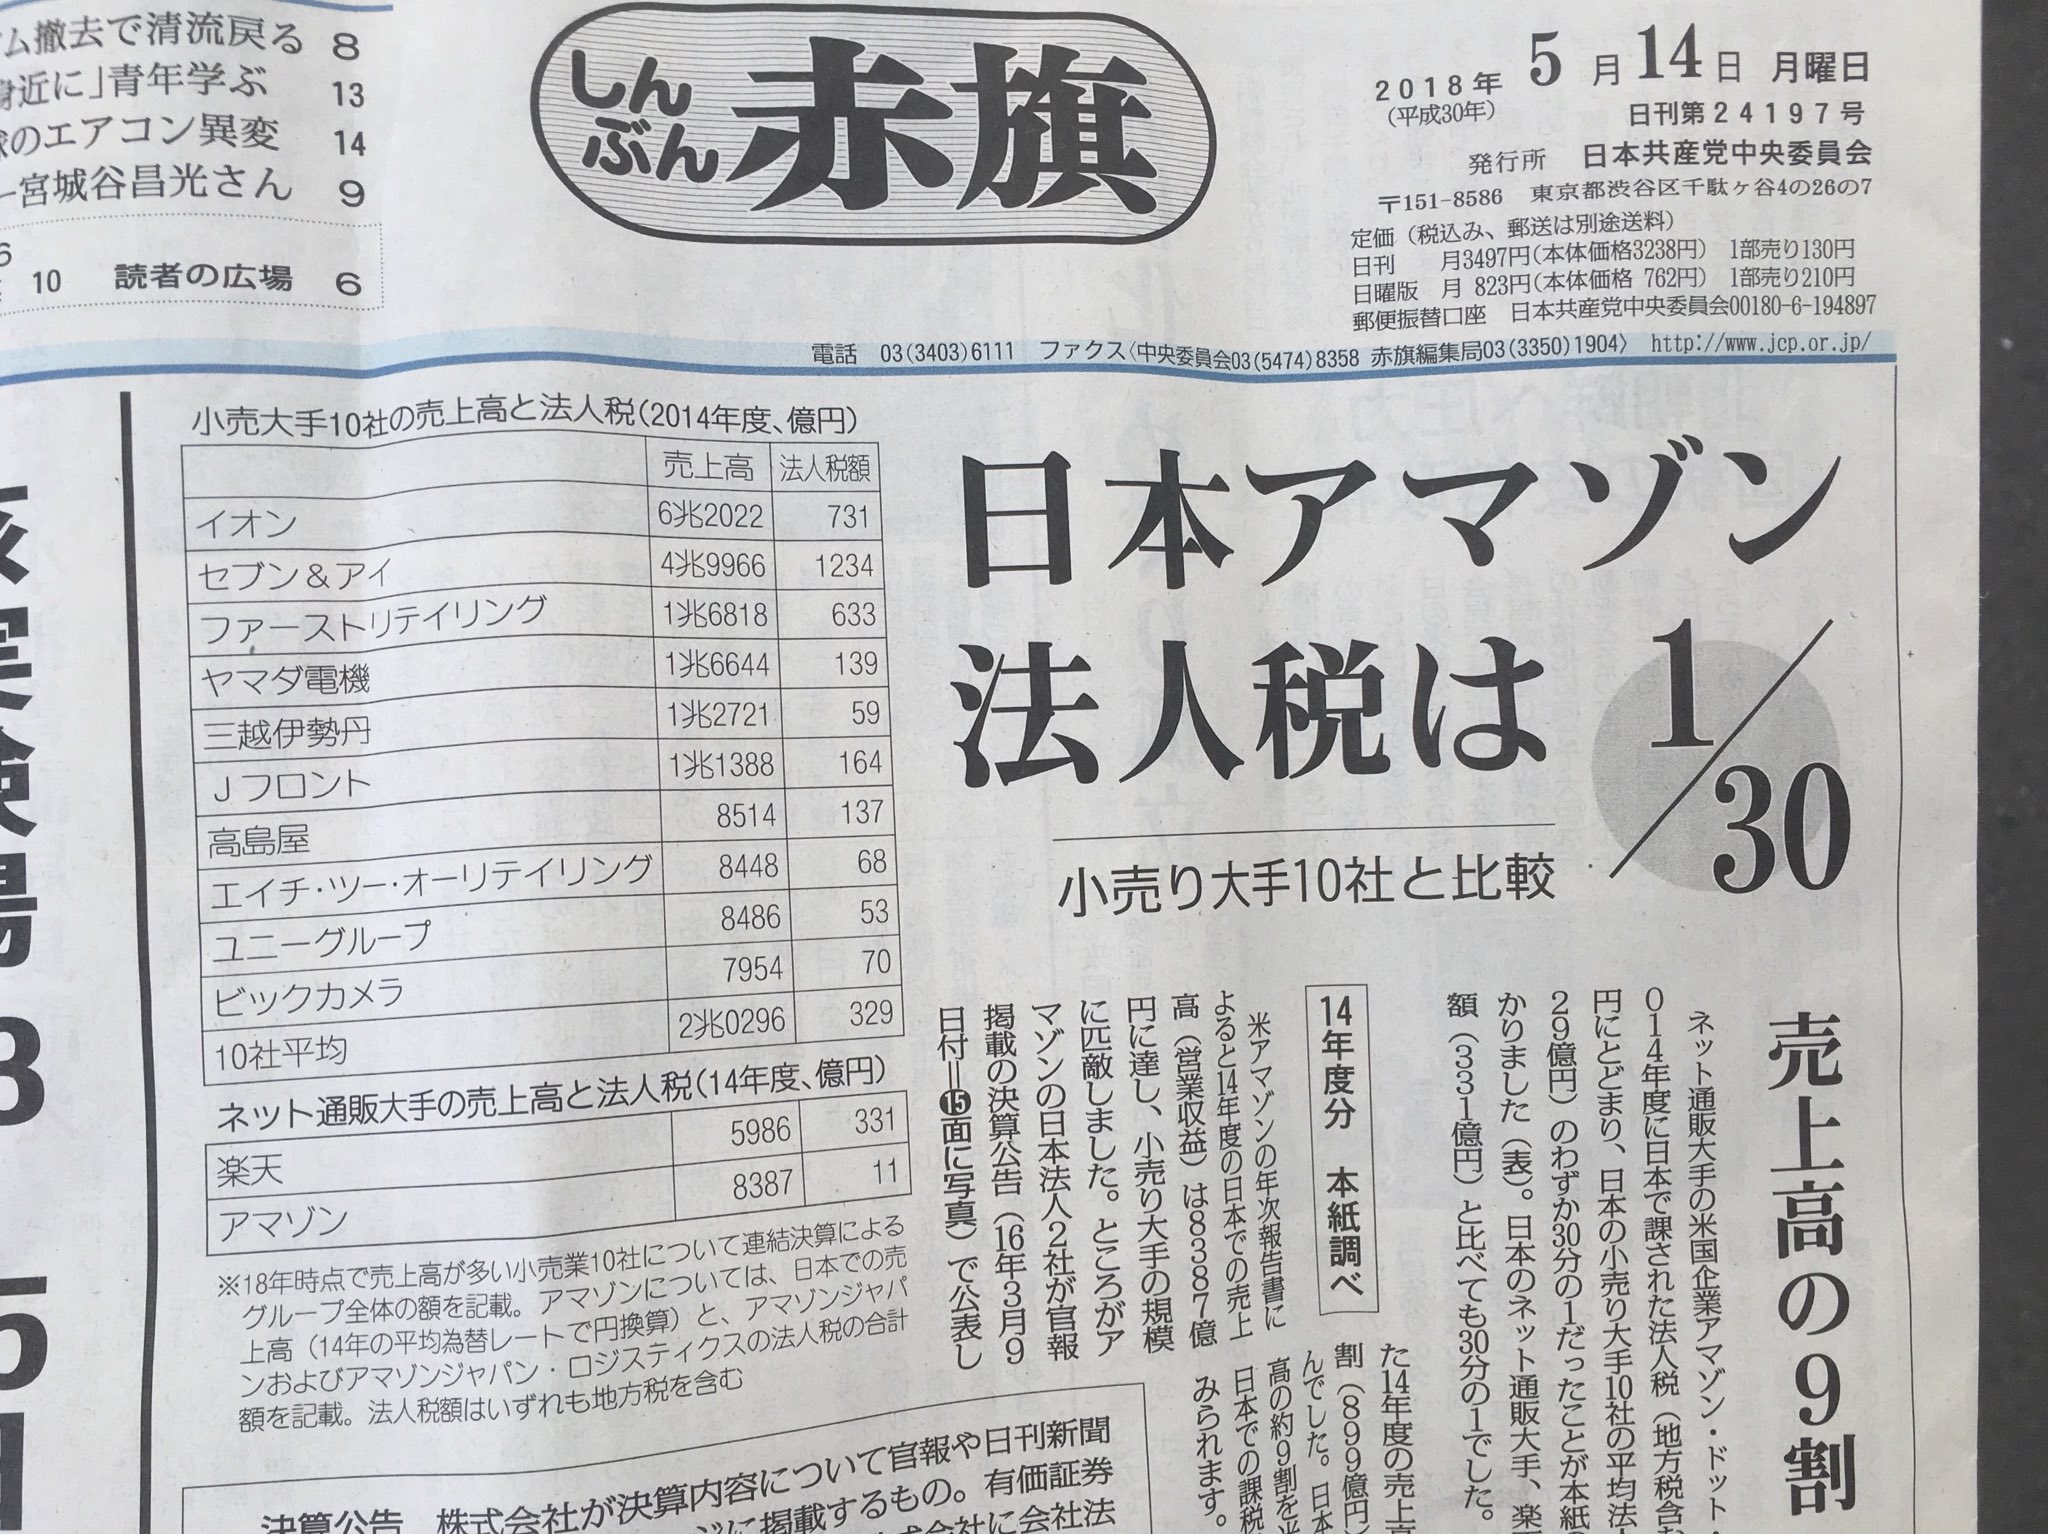 ム撤去で清流戻る 8
身近に」青年学ぶ 13
のエアコン異変 14
宮城谷昌光さん 9
10 読者の広場 6
しんぶん 赤旗
2018年 5月14日 月曜日
(平成30年)
日刊第24197号
発行所 日本共産党中央委員会
〒151-8586 東京都渋谷区千駄ヶ谷4の26の7
定価（税込み、郵送は別途送料）
日刊 月3497円(本体価格3238円) 1部売り130円
日曜版 月 823円(本体価格 762円) 1部売り210円
郵便振替口座 日本共産党中央委員会00180-6-194897
電話 03(3403)6111 ファクス〈中央委員会03(5474)8358 赤旗編集局03(3350)1904〉 http://www.jcp.or.jp/
日本アマゾン
法人税は 1/30
小売り大手10社と比較
売上高の9割
ネット通販大手の米国企業アマゾン・ドット・
014年度に日本で課された法人税（地方税含
円にとどまり、日本の小売り大手10社の平均法
29億円）のわずか30分の1だったことが本紙の
かりました（表）。日本のネット通販大手、楽
額（331億円）と比べても30分の1でした。
14年度分 本紙調べ
米アマゾンの年次報告書に
よると14年度の日本での売上
高（営業収益）は8387億
円に達し、小売り大手の規模
に匹敵しました。ところがア
マゾンの日本法人2社が官報
掲載の決算公告（16年3月9
日付＝⓯面に写真）で公表し
た14年度の売上高
割（899億円）
んでした。日本
高の約9割を
日本での課税
みられます。
小売大手10社の売上高と法人税(2014年度、億円)
売上高 法人税額
イオン 6兆2022 731
セブン＆アイ 4兆9966 1234
ファーストリテイリング 1兆6818 633
ヤマダ電機 1兆6644 139
三越伊勢丹 1兆2721 59
Jフロント 1兆1388 164
高島屋 8514 137
エイチ・ツー・オーリテイリング 8448 68
ユニーグループ 8486 53
ビックカメラ 7954 70
10社平均 2兆0296 329
ネット通販大手の売上高と法人税(14年度、億円)
楽天 5986 331
アマゾン 8387 11
※18年時点で売上高が多い小売業10社について連結決算による
グループ全体の額を記載。アマゾンについては、日本での売
上高（14年の平均為替レートで円換算）と、アマゾンジャパ
ンおよびアマゾンジャパン・ロジスティクスの法人税の合計
額を記載。法人税額はいずれも地方税を含む
決算公告 株式会社が決算内容について官報や日刊新聞
に掲載するもの。有価証券
会社に会社法
核実験場